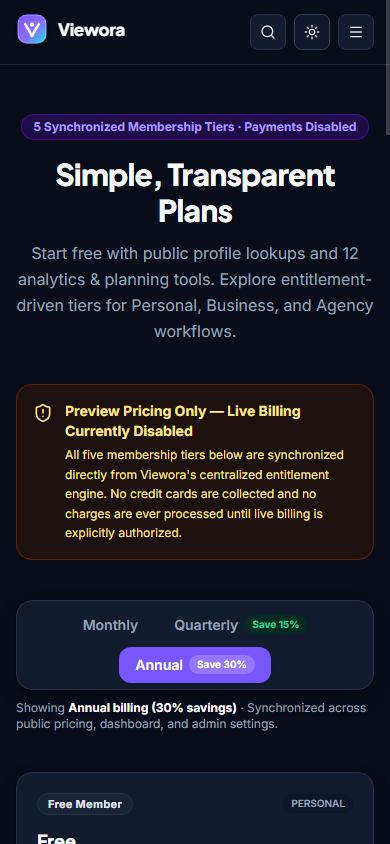 Viewora
5 Synchronized Membership Tiers · Payments Disabled
Simple, Transparent
Plans
Start free with public profile lookups and 12
analytics & planning tools. Explore entitlement-
driven tiers for Personal, Business, and Agency
workflows.
Preview Pricing Only — Live Billing
Currently Disabled
All five membership tiers below are synchronized
directly from Viewora's centralized entitlement
engine. No credit cards are collected and no
charges are ever processed until live billing is
explicitly authorized.
Monthly Quarterly Save 15%
Annual Save 30%
Showing Annual billing (30% savings) · Synchronized across
public pricing, dashboard, and admin settings.
Free Member PERSONAL
Free